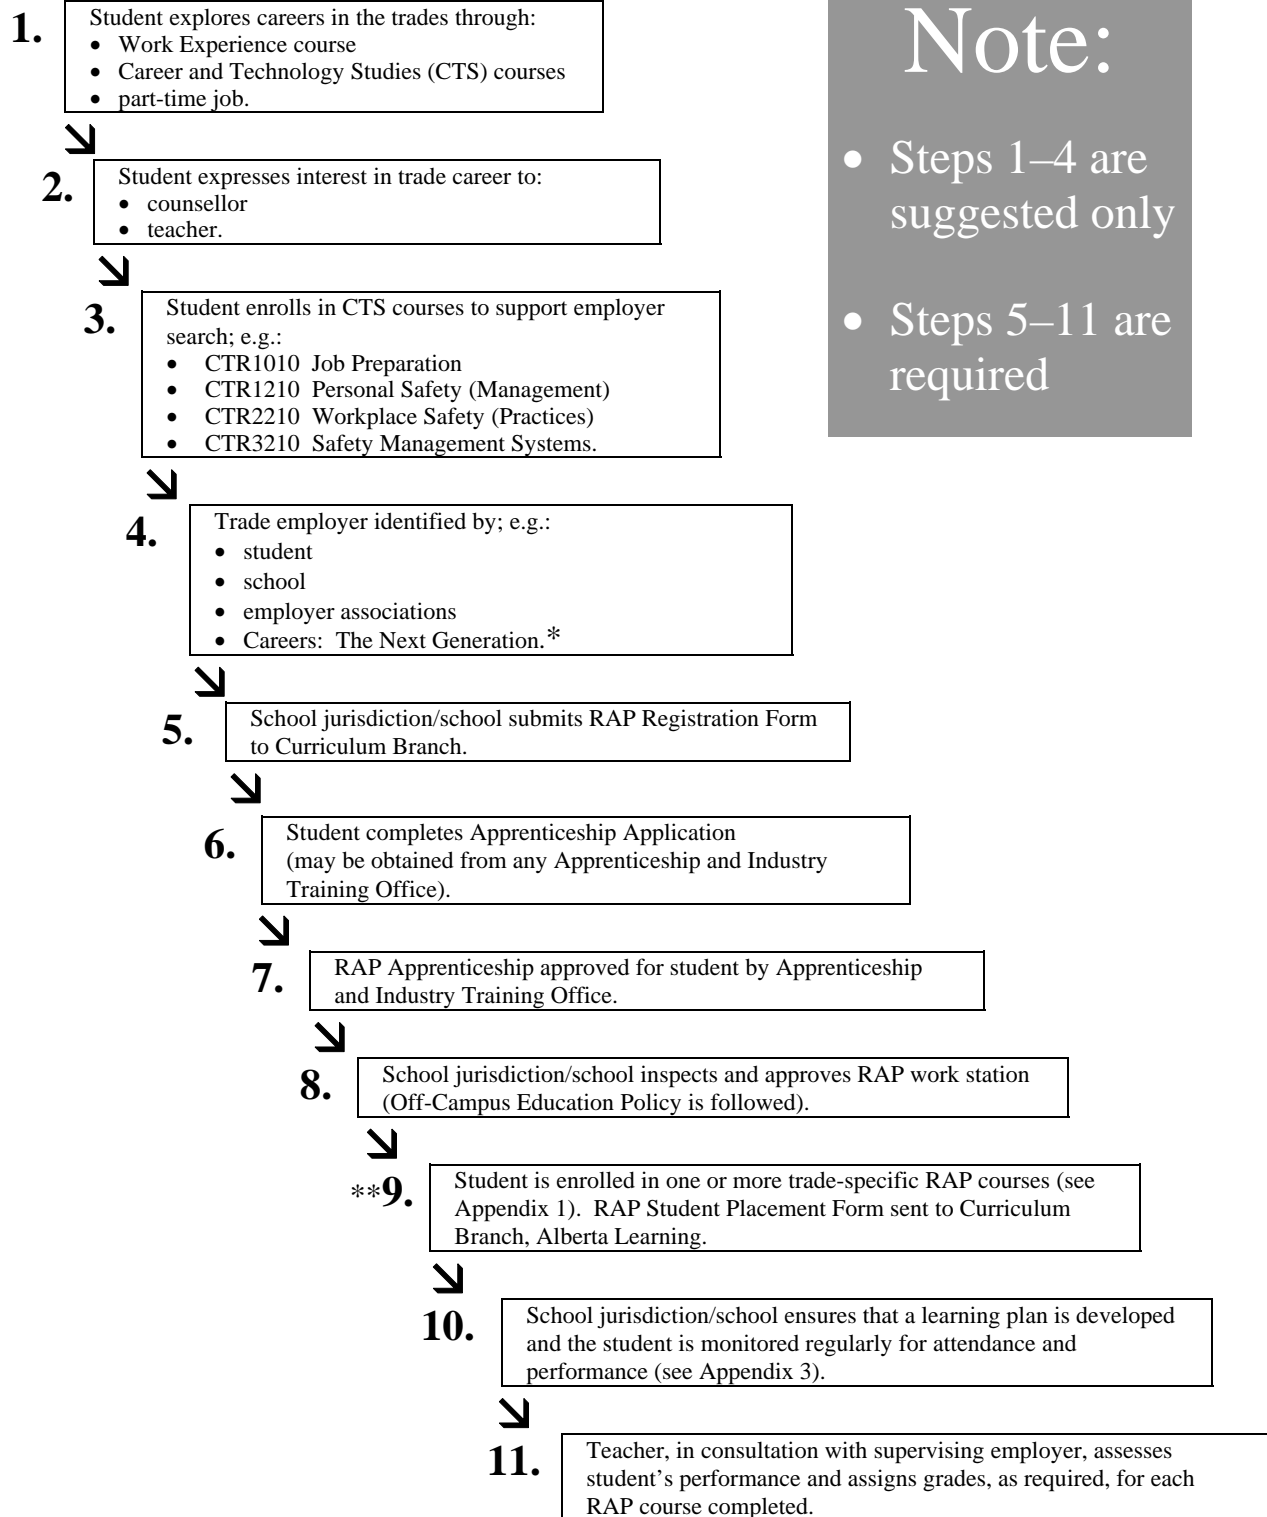 1.
Student explores careers in the trades through:
• Work Experience course
• Career and Technology Studies (CTS) courses
• part-time job.
2.
Student expresses interest in trade career to:
• counsellor
• teacher.
3.
Student enrolls in CTS courses to support employer
search; e.g.:
• CTR1010 Job Preparation
• CTR1210 Personal Safety (Management)
• CTR2210 Workplace Safety (Practices)
• CTR3210 Safety Management Systems.
4.
Trade employer identified by; e.g.:
• student
• school
• employer associations
• Careers: The Next Generation.*
5.
School jurisdiction/school submits RAP Registration Form
to Curriculum Branch.
6.
Student completes Apprenticeship Application
(may be obtained from any Apprenticeship and Industry
Training Office).
7.
RAP Apprenticeship approved for student by Apprenticeship
and Industry Training Office.
8.
School jurisdiction/school inspects and approves RAP work station
(Off-Campus Education Policy is followed).
**9.
Student is enrolled in one or more trade-specific RAP courses (see
Appendix 1). RAP Student Placement Form sent to Curriculum
Branch, Alberta Learning.
10.
School jurisdiction/school ensures that a learning plan is developed
and the student is monitored regularly for attendance and
performance (see Appendix 3).
11.
Teacher, in consultation with supervising employer, assesses
student's performance and assigns grades, as required, for each
RAP course completed.
Note:
• Steps 1–4 are
suggested only
• Steps 5–11 are
required